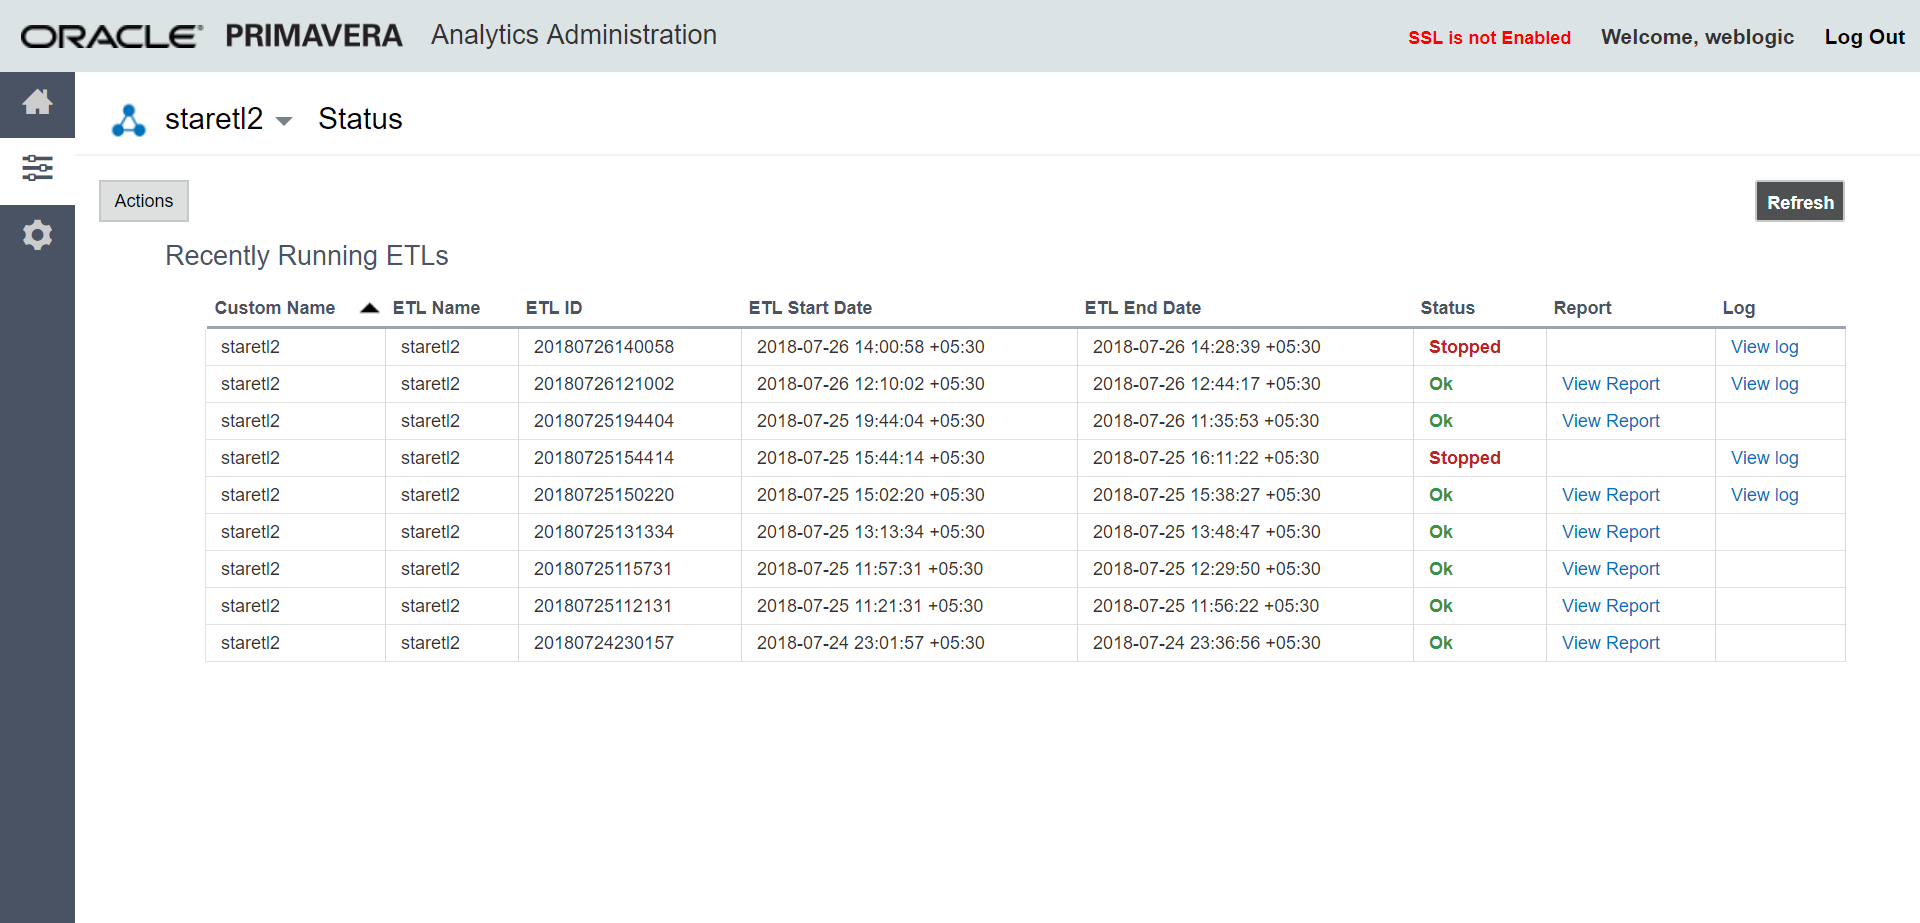 ORACLE® PRIMAVERA Analytics Administration SSL is not Enabled Welcome, weblogic Log Out
staretl2 Status
Actions Refresh
Recently Running ETLs
Custom Name ETL Name ETL ID ETL Start Date ETL End Date Status Report Log
staretl2 staretl2 20180726140058 2018-07-26 14:00:58 +05:30 2018-07-26 14:28:39 +05:30 Stopped View log
staretl2 staretl2 20180726121002 2018-07-26 12:10:02 +05:30 2018-07-26 12:44:17 +05:30 Ok View Report View log
staretl2 staretl2 20180725194404 2018-07-25 19:44:04 +05:30 2018-07-26 11:35:53 +05:30 Ok View Report
staretl2 staretl2 20180725154414 2018-07-25 15:44:14 +05:30 2018-07-25 16:11:22 +05:30 Stopped View log
staretl2 staretl2 20180725150220 2018-07-25 15:02:20 +05:30 2018-07-25 15:38:27 +05:30 Ok View Report View log
staretl2 staretl2 20180725131334 2018-07-25 13:13:34 +05:30 2018-07-25 13:48:47 +05:30 Ok View Report
staretl2 staretl2 20180725115731 2018-07-25 11:57:31 +05:30 2018-07-25 12:29:50 +05:30 Ok View Report
staretl2 staretl2 20180725112131 2018-07-25 11:21:31 +05:30 2018-07-25 11:56:22 +05:30 Ok View Report
staretl2 staretl2 20180724230157 2018-07-24 23:01:57 +05:30 2018-07-24 23:36:56 +05:30 Ok View Report